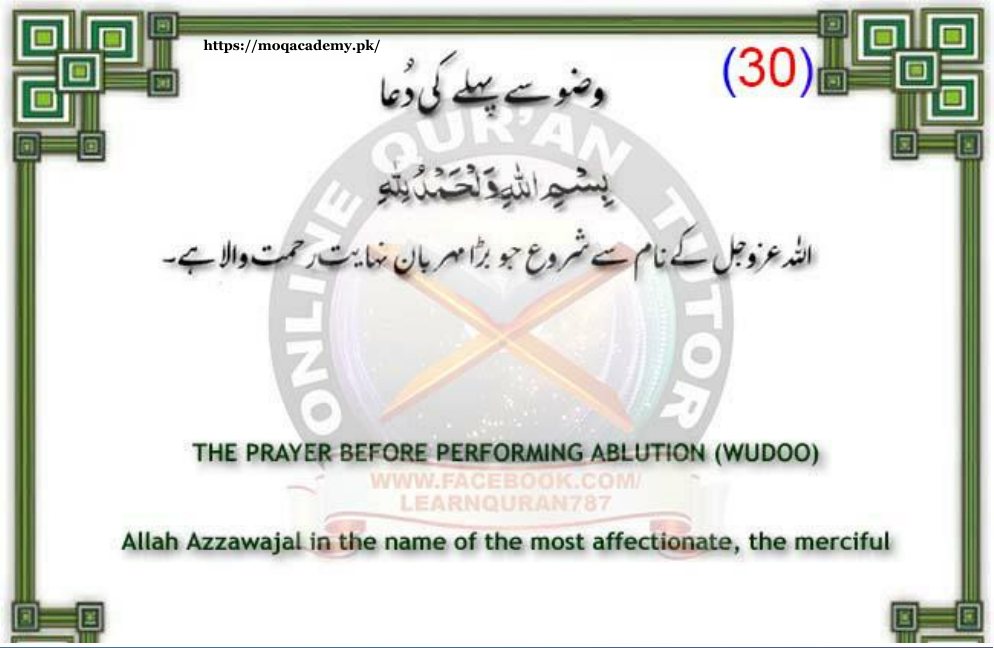 https://moqacademy.pk/
(30)
وضو سے پہلے کی دُعا
بِسْمِ اللّٰهِ وَلْحَمْدُ لِلّٰهِ
اللہ عزوجل کے نام سے شروع جو بڑا مہربان نہایت رحمت والا ہے۔
ONLINE QUR'AN TUTOR
THE PRAYER BEFORE PERFORMING ABLUTION (WUDOO)
WWW.FACEBOOK.COM/
LEARNQURAN787
Allah Azzawajal in the name of the most affectionate, the merciful